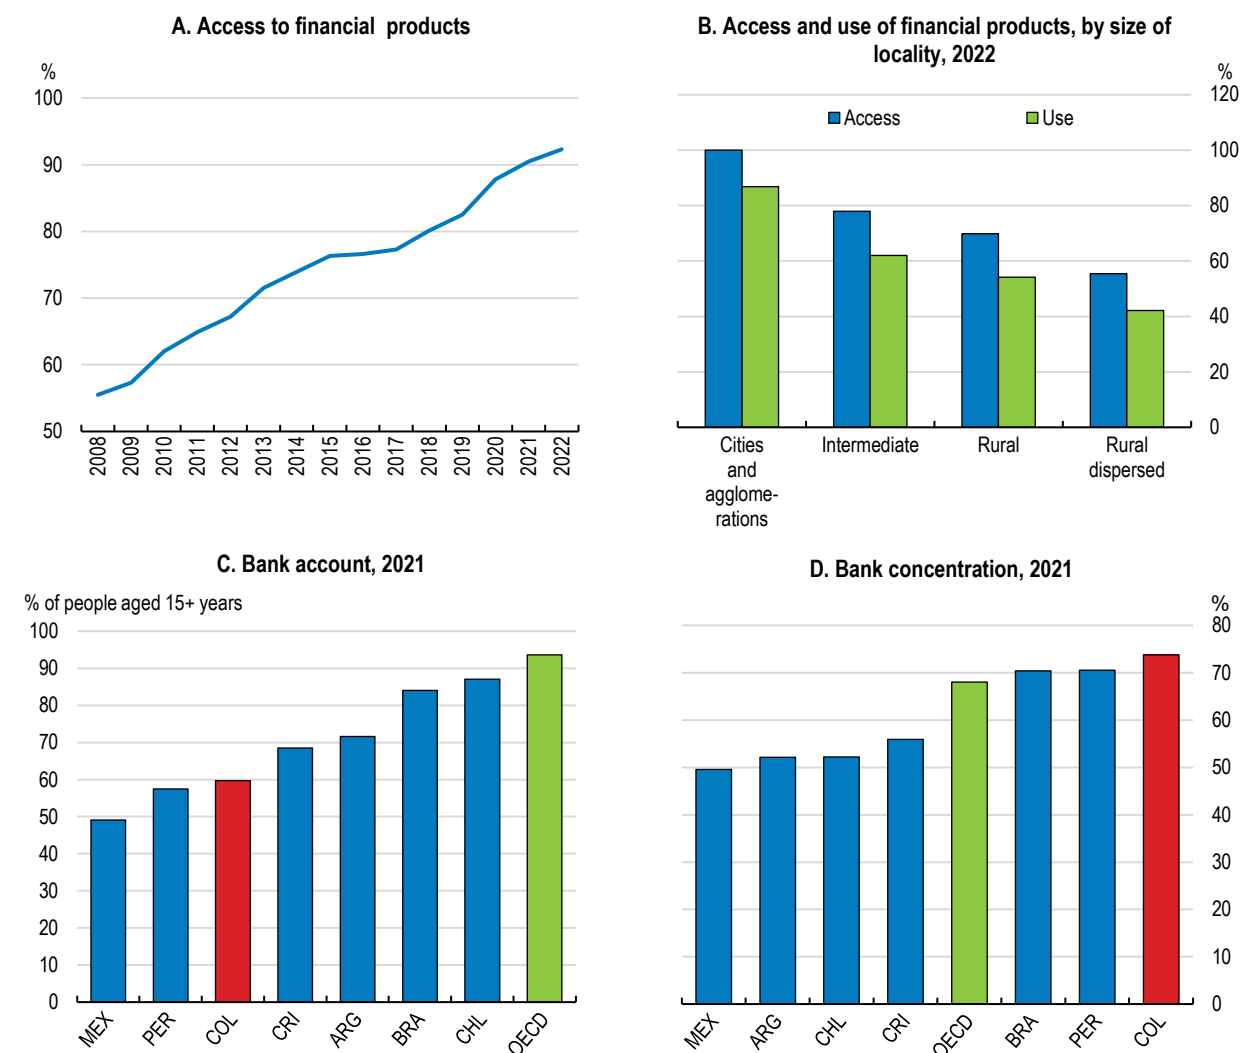 A. Access to financial products
%
100
90
80
70
60
50
2008
2009
2010
2011
2012
2013
2014
2015
2016
2017
2018
2019
2020
2021
2022
B. Access and use of financial products, by size of
locality, 2022
%
120
100
80
60
40
20
0
Access
Use
Cities
and
agglome-
rations
Intermediate
Rural
Rural
dispersed
C. Bank account, 2021
% of people aged 15+ years
100
90
80
70
60
50
40
30
20
10
0
MEX
PER
COL
CRI
ARG
BRA
CHL
OECD
D. Bank concentration, 2021
%
80
70
60
50
40
30
20
10
0
MEX
ARG
CHL
CRI
OECD
BRA
PER
COL